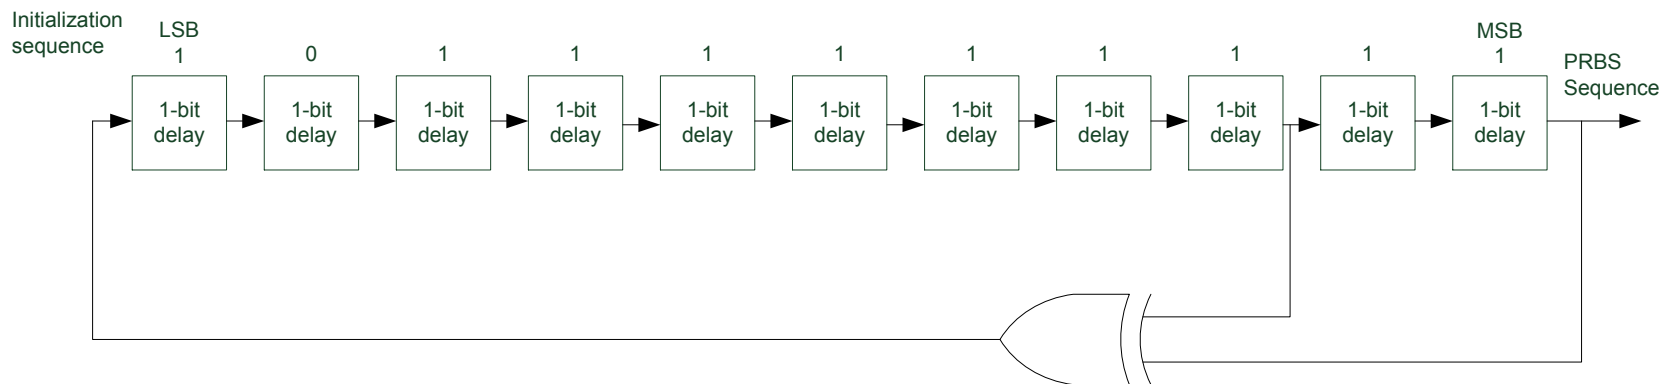 Initialization
sequence
LSB
1
0
1
1
1
1
1
1
1
1
MSB
1
PRBS
Sequence
1-bit
delay
1-bit
delay
1-bit
delay
1-bit
delay
1-bit
delay
1-bit
delay
1-bit
delay
1-bit
delay
1-bit
delay
1-bit
delay
1-bit
delay